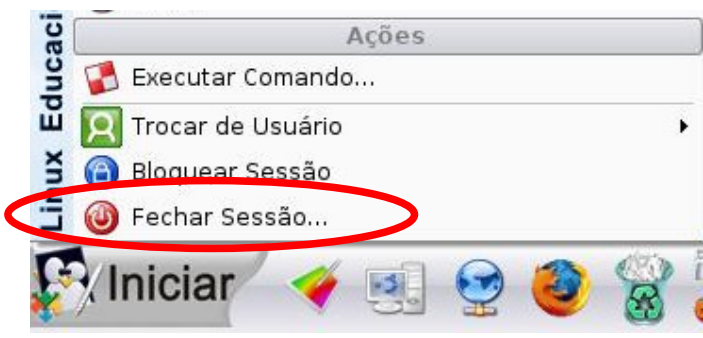 Ações
Executar Comando...
Trocar de Usuário
Bloquear Sessão
Fechar Sessão...
Linux Educaci
Iniciar